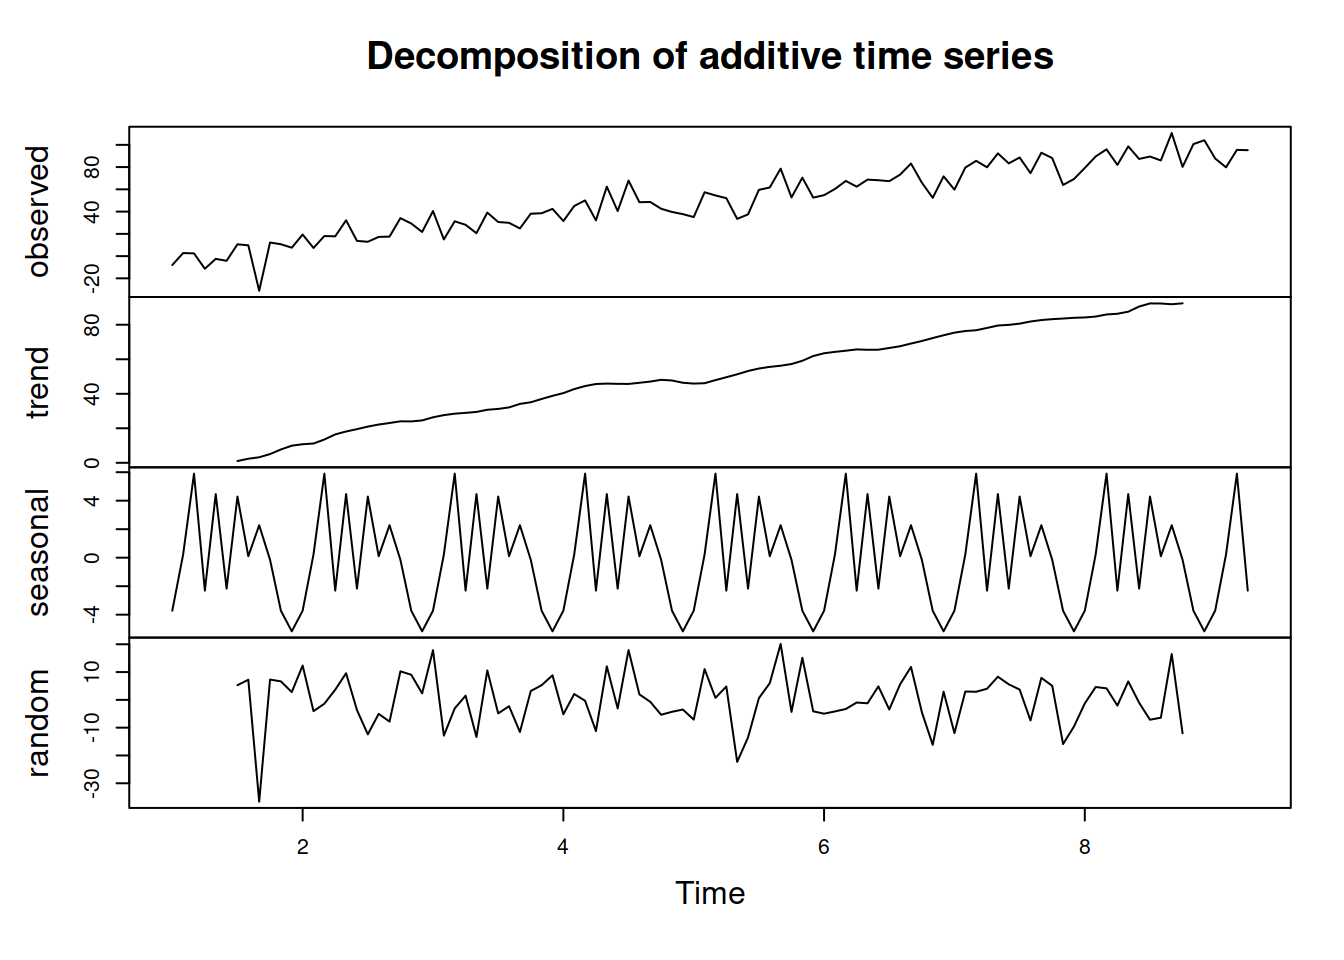 Decomposition of additive time series
observed
-20 40 80
trend
0 40 80
seasonal
-4 0 4
random
-30 -10 10
2 4 6 8
Time